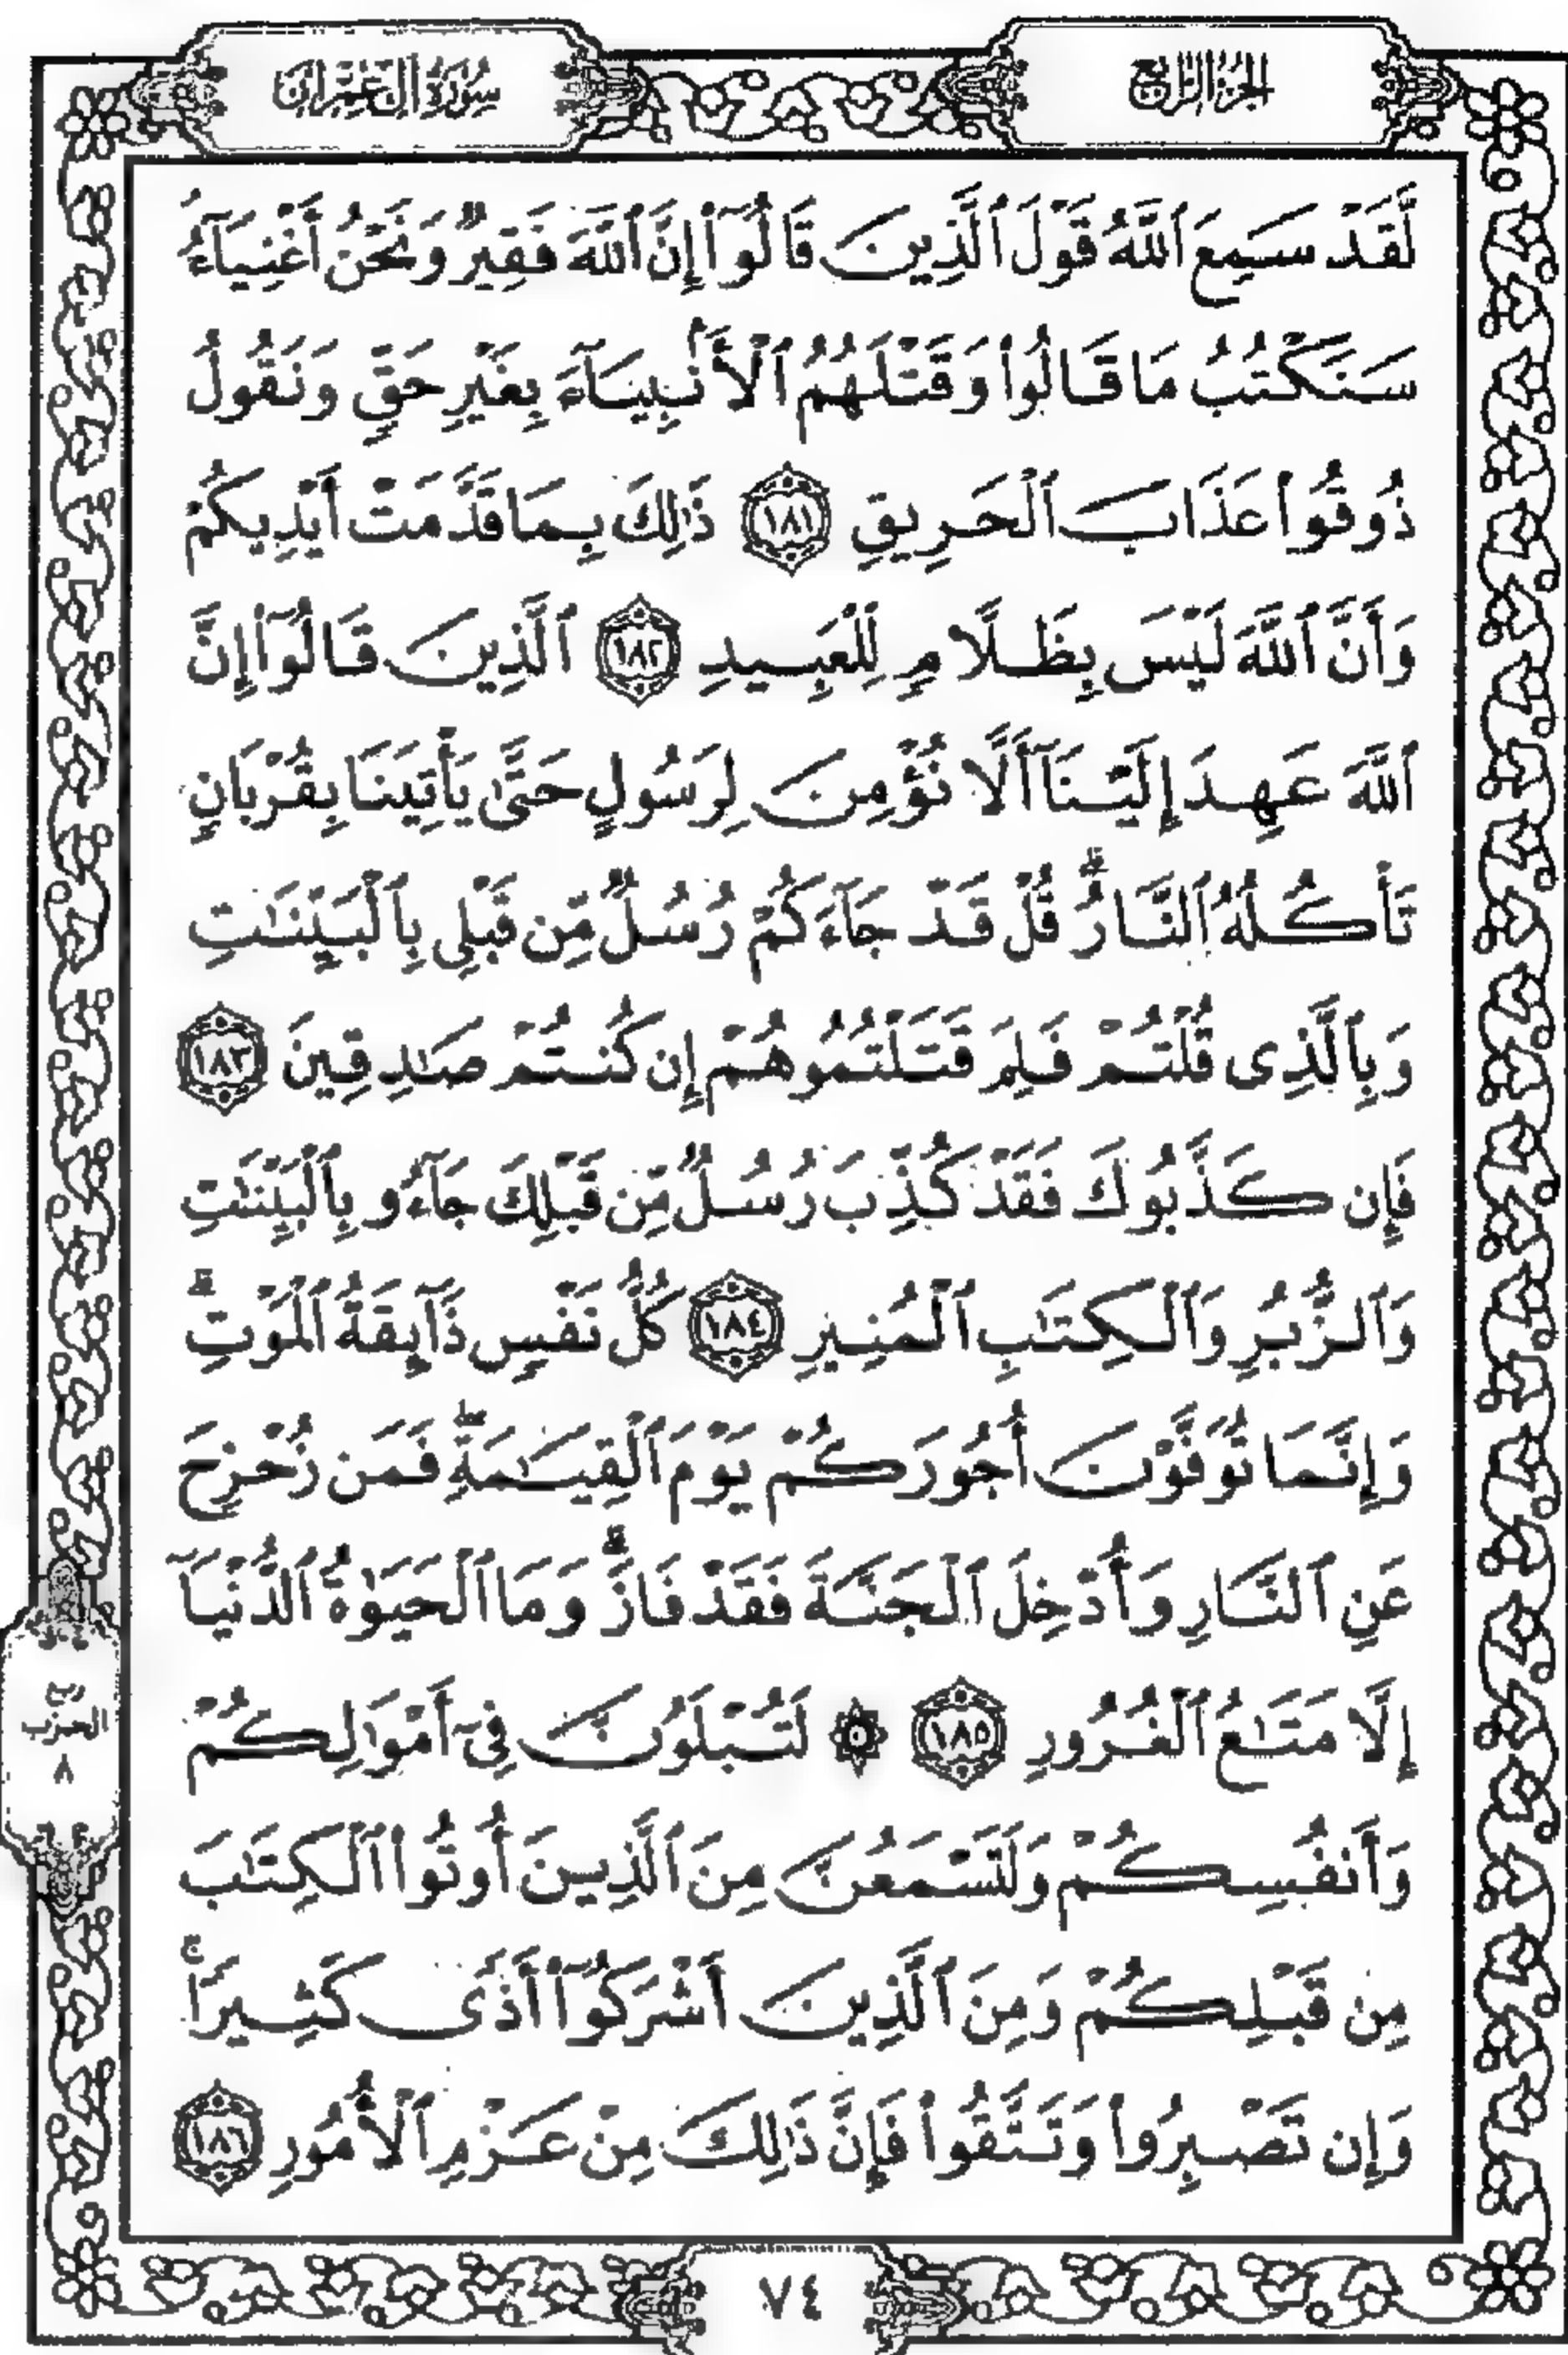 الجزء الرابع
سورة آل عمران
لَّقَدْ سَمِعَ ٱللَّهُ قَوْلَ ٱلَّذِينَ قَالُوٓا۟ إِنَّ ٱللَّهَ فَقِيرٌ وَنَحْنُ أَغْنِيَآءُ
سَنَكْتُبُ مَا قَالُوا۟ وَقَتْلَهُمُ ٱلْأَنۢبِيَآءَ بِغَيْرِ حَقٍّ وَنَقُولُ
ذُوقُوا۟ عَذَابَ ٱلْحَرِيقِ ١٨١ ذَٰلِكَ بِمَا قَدَّمَتْ أَيْدِيكُمْ
وَأَنَّ ٱللَّهَ لَيْسَ بِظَلَّامٍ لِّلْعَبِيدِ ١٨٢ ٱلَّذِينَ قَالُوٓا۟ إِنَّ
ٱللَّهَ عَهِدَ إِلَيْنَآ أَلَّا نُؤْمِنَ لِرَسُولٍ حَتَّىٰ يَأْتِيَنَا بِقُرْبَانٍ
تَأْكُلُهُ ٱلنَّارُ ۗ قُلْ قَدْ جَآءَكُمْ رُسُلٌ مِّن قَبْلِى بِٱلْبَيِّنَٰتِ
وَبِٱلَّذِى قُلْتُمْ فَلِمَ قَتَلْتُمُوهُمْ إِن كُنتُمْ صَٰدِقِينَ ١٨٣
فَإِن كَذَّبُوكَ فَقَدْ كُذِّبَ رُسُلٌ مِّن قَبْلِكَ جَآءُو بِٱلْبَيِّنَٰتِ
وَٱلزُّبُرِ وَٱلْكِتَٰبِ ٱلْمُنِيرِ ١٨٤ كُلُّ نَفْسٍ ذَآئِقَةُ ٱلْمَوْتِ ۗ
وَإِنَّمَا تُوَفَّوْنَ أُجُورَكُمْ يَوْمَ ٱلْقِيَٰمَةِ ۖ فَمَن زُحْزِحَ
عَنِ ٱلنَّارِ وَأُدْخِلَ ٱلْجَنَّةَ فَقَدْ فَازَ ۗ وَمَا ٱلْحَيَوٰةُ ٱلدُّنْيَآ
إِلَّا مَتَٰعُ ٱلْغُرُورِ ١٨٥ ۞ لَتُبْلَوُنَّ فِىٓ أَمْوَٰلِكُمْ
وَأَنفُسِكُمْ وَلَتَسْمَعُنَّ مِنَ ٱلَّذِينَ أُوتُوا۟ ٱلْكِتَٰبَ
مِن قَبْلِكُمْ وَمِنَ ٱلَّذِينَ أَشْرَكُوٓا۟ أَذًى كَثِيرًا ۚ
وَإِن تَصْبِرُوا۟ وَتَتَّقُوا۟ فَإِنَّ ذَٰلِكَ مِنْ عَزْمِ ٱلْأُمُورِ ١٨٦
الحزب
٨
٧٤